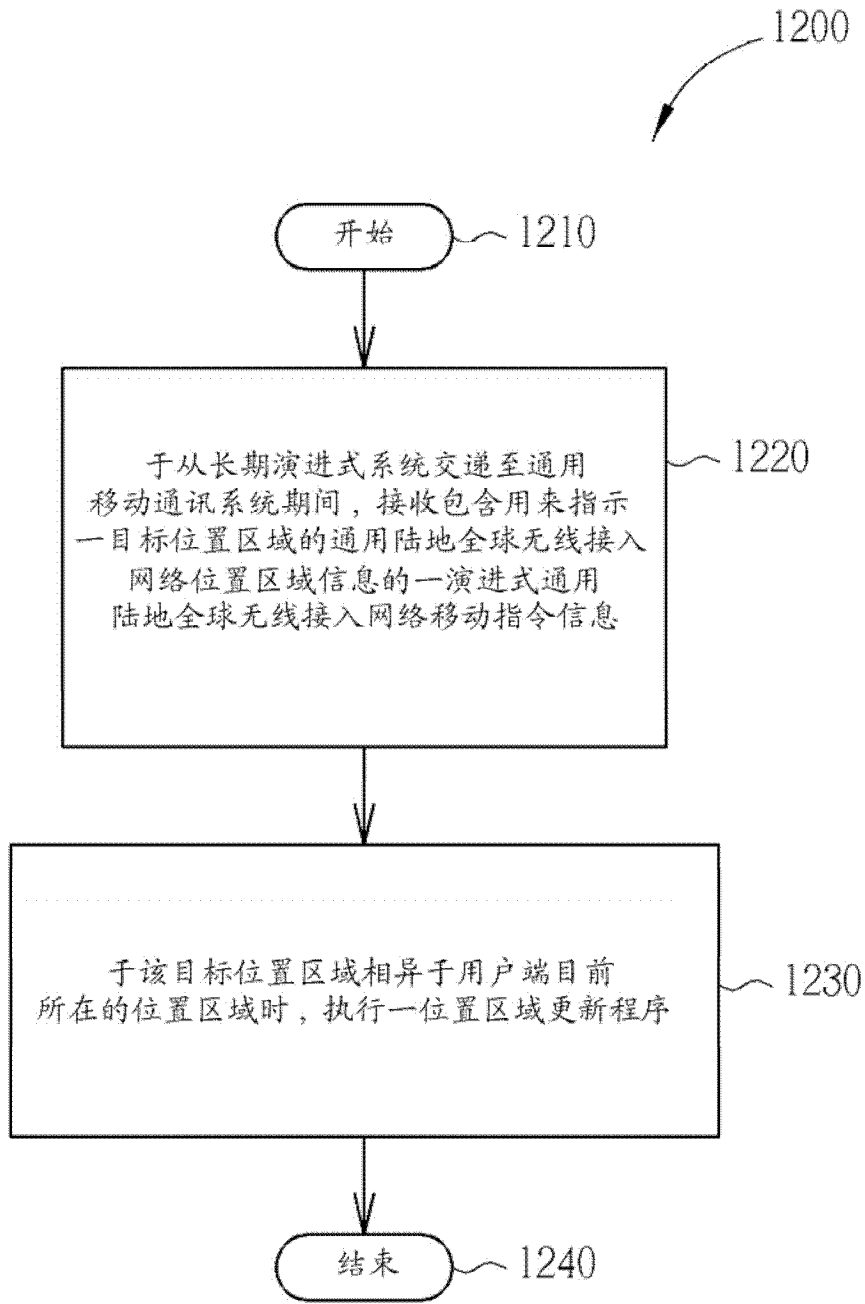 1200
开始
1210
于从长期演进式系统交递至通用
移动通讯系统期间，接收包含用来指示
一目标位置区域的通用陆地全球无线接入
网络位置区域信息的一演进式通用
陆地全球无线接入网络移动指令信息
1220
于该目标位置区域相异于用户端目前
所在的位置区域时，执行一位置区域更新程序
1230
结束
1240